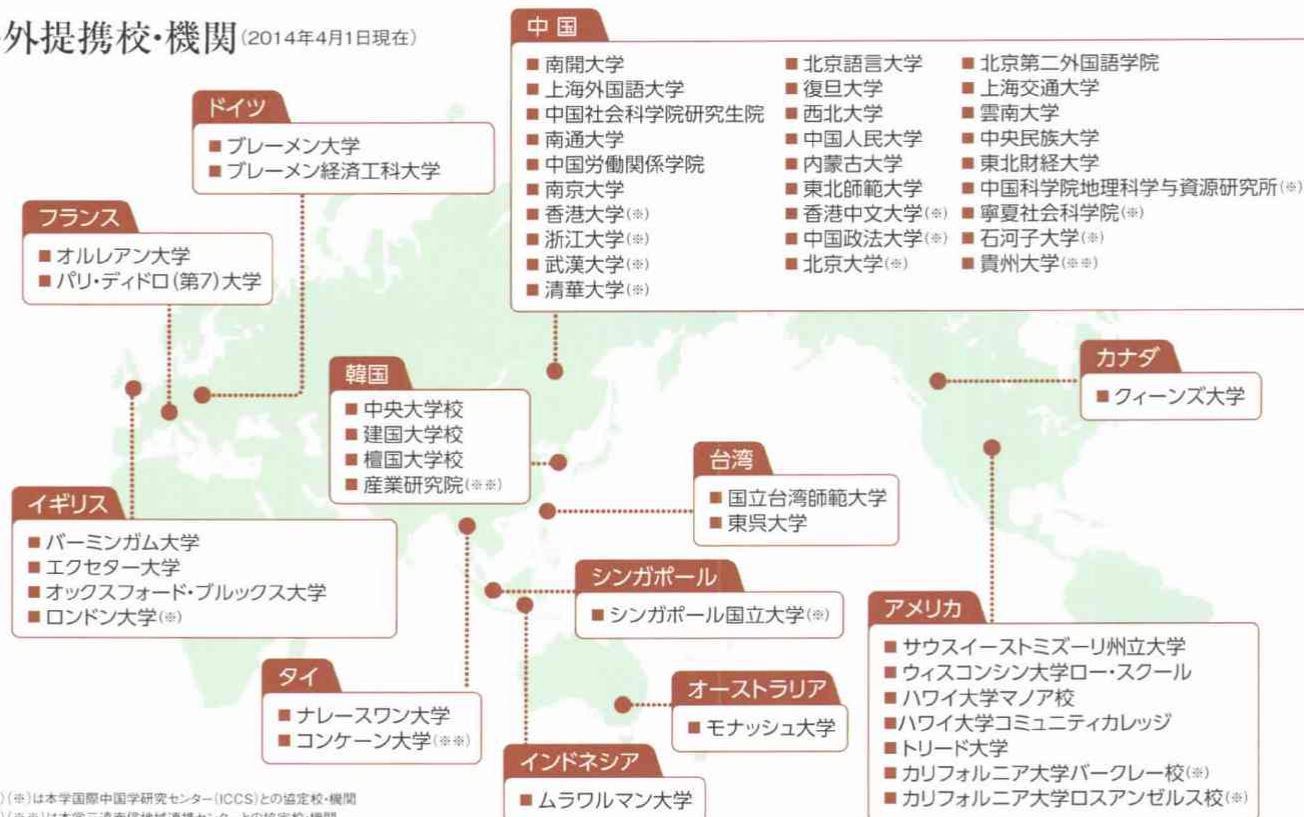 外提携校・機関(2014年4月1日現在)
中国
■ 南開大学
■ 上海外国語大学
■ 中国社会科学院研究生院
■ 南通大学
■ 中国労働関係学院
■ 南京大学
■ 香港大学(※)
■ 浙江大学(※)
■ 武漢大学(※)
■ 清華大学(※)
■ 北京語言大学
■ 復旦大学
■ 西北大学
■ 中国人民大学
■ 内蒙古大学
■ 東北師範大学
■ 香港中文大学(※)
■ 中国政法大学(※)
■ 北京大学(※)
■ 北京第二外国語学院
■ 上海交通大学
■ 雲南大学
■ 中央民族大学
■ 東北財経大学
■ 中国科学院地理科学与資源研究所(※)
■ 寧夏社会科学院(※)
■ 石河子大学(※)
■ 貴州大学(※※)
ドイツ
■ ブレーメン大学
■ ブレーメン経済工科大学
フランス
■ オルレアン大学
■ パリ・ディドロ(第7)大学
韓国
■ 中央大学校
■ 建国大学校
■ 檀国大学校
■ 産業研究院(※※)
カナダ
■ クィーンズ大学
台湾
■ 国立台湾師範大学
■ 東呉大学
イギリス
■ バーミンガム大学
■ エクセター大学
■ オックスフォード・ブルックス大学
■ ロンドン大学(※)
シンガポール
■ シンガポール国立大学(※)
アメリカ
■ サウスイーストミズーリ州立大学
■ ウィスコンシン大学ロー・スクール
■ ハワイ大学マノア校
■ハワイ大学コミュニティカレッジ
■ トリード大学
■ カリフォルニア大学バークレー校(※)
■ カリフォルニア大学ロスアンゼルス校(※)
タイ
■ ナレースワン大学
■ コンケーン大学(※※)
オーストラリア
■ モナッシュ大学
インドネシア
■ ムラワルマン大学
)(※)は本学国際中国学研究センター(ICCS)との協定校・機関
)(※※)は本学三遠南信地域連携センターとの協定校・機関